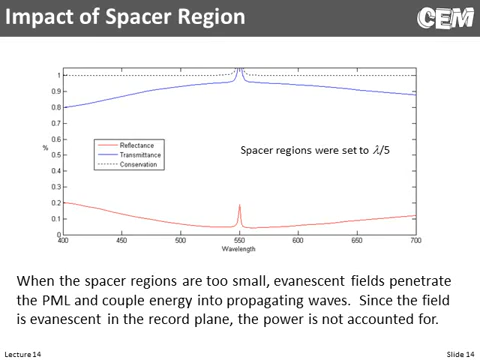 Impact of Spacer Region
CEM
1
0.9
0.8
0.7
0.6
%
0.5
0.4
0.3
0.2
0.1
0
Reflectance
Transmittance
Conservation
Spacer regions were set to λ/5
400 450 500 550 600 650 700
Wavelength
When the spacer regions are too small, evanescent fields penetrate
the PML and couple energy into propagating waves. Since the field
is evanescent in the record plane, the power is not accounted for.
Lecture 14 Slide 14